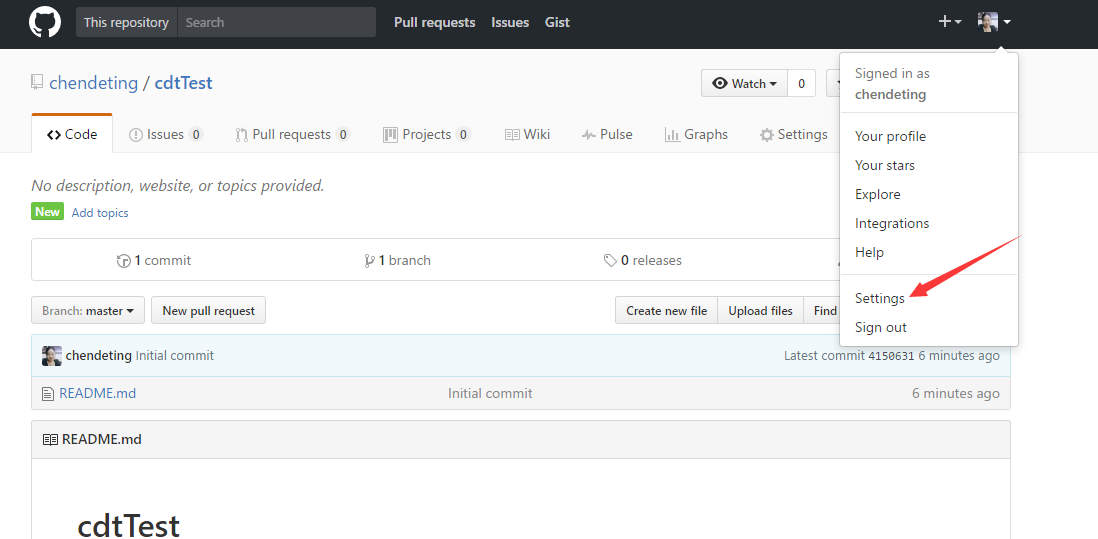 This repository Search Pull requests Issues Gist
Signed in as
chendeting
Your profile
Your stars
Explore
Integrations
Help
Settings
Sign out
chendeting / cdtTest
Watch 0
Code Issues 0 Pull requests 0 Projects 0 Wiki Pulse Graphs Settings
No description, website, or topics provided.
New Add topics
1 commit 1 branch 0 releases
Branch: master New pull request Create new file Upload files Find
chendeting Initial commit Latest commit 4150631 6 minutes ago
README.md Initial commit 6 minutes ago
README.md
cdtTest